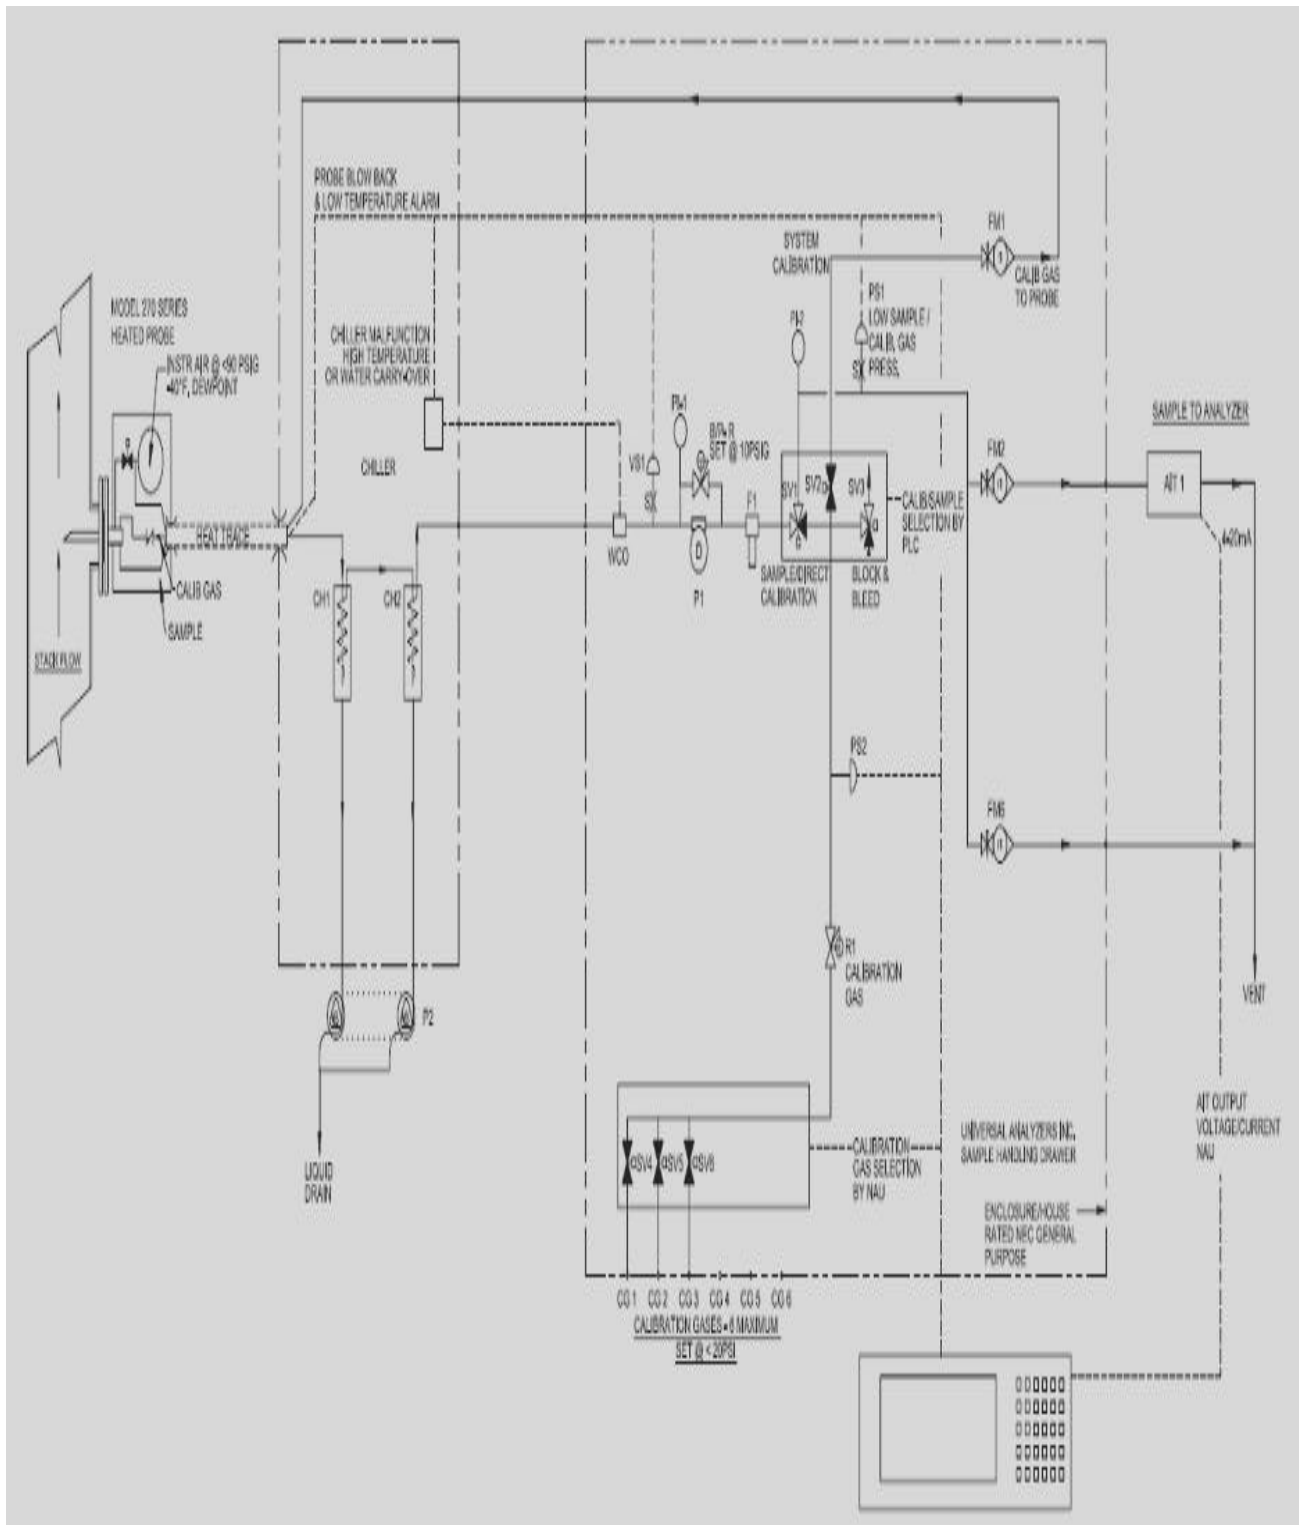 PROBE BLOW BACK
& LOW TEMPERATURE ALARM
SYSTEM
CALIBRATION
FM1
CALIB GAS
TO PROBE
PS1
LOW SAMPLE /
CALIB. GAS
PRESS.
MODEL 270 SERIES
HEATED PROBE
INSTR AIR @ <90 PSIG
-40°F, DEWPOINT
CHILLER MALFUNCTION
HIGH TEMPERATURE
OR WATER CARRY-OVER
PI-2
PI-1
B/P-R
SET @ 10PSIG
SAMPLE TO ANALYZER
FM2
AIT 1
4-20mA
CHILLER
VS1
F1
SV1
SV2
SV3
CALIB/SAMPLE
SELECTION BY
PLC
HEAT TRACE
WCO
P1
SAMPLE/DIRECT
CALIBRATION
BLOCK &
BLEED
CALIB GAS
SAMPLE
STACK FLOW
CH1
CH2
PS2
FM6
R1
CALIBRATION
GAS
VENT
P2
LIQUID
DRAIN
SV4
SV5
SV6
CALIBRATION
GAS SELECTION
BY NAU
UNIVERSAL ANALYZERS INC.
SAMPLE HANDLING DRAWER
AIT OUTPUT
VOLTAGE/CURRENT
NAU
ENCLOSURE/HOUSE
RATED NEC GENERAL
PURPOSE
CG 1 CG 2 CG 3 CG 4 CG 5 CG 6
CALIBRATION GASES - 6 MAXIMUM
SET @ < 20PSI